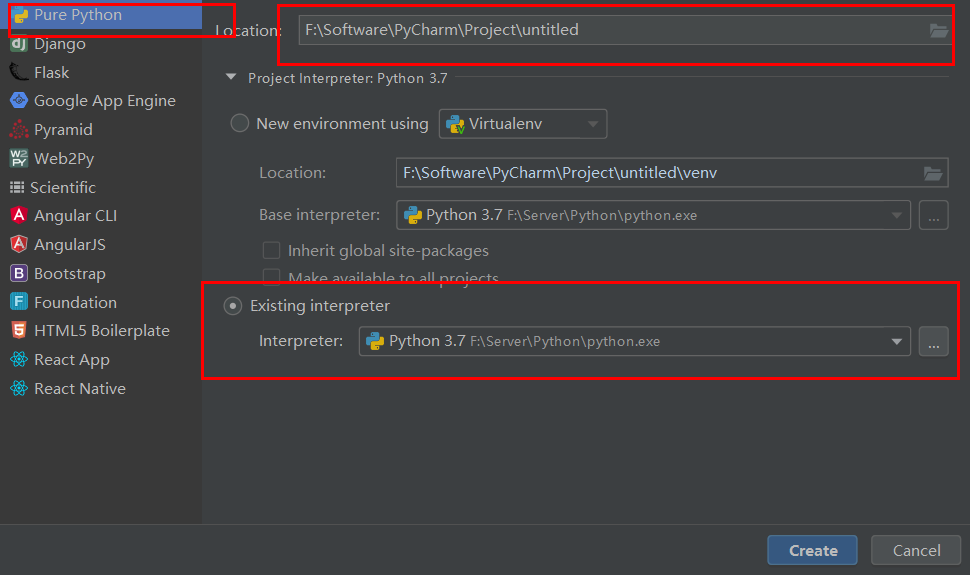 Pure Python
Django
Flask
Google App Engine
Pyramid
Web2Py
Scientific
Angular CLI
AngularJS
Bootstrap
Foundation
HTML5 Boilerplate
React App
React Native
Location: F:\Software\PyCharm\Project\untitled
Project Interpreter: Python 3.7
New environment using Virtualenv
Location: F:\Software\PyCharm\Project\untitled\venv
Base interpreter: Python 3.7 F:\Server\Python\python.exe ...
Inherit global site-packages
Make available to all projects
Existing interpreter
Interpreter: Python 3.7 F:\Server\Python\python.exe ...
Create Cancel